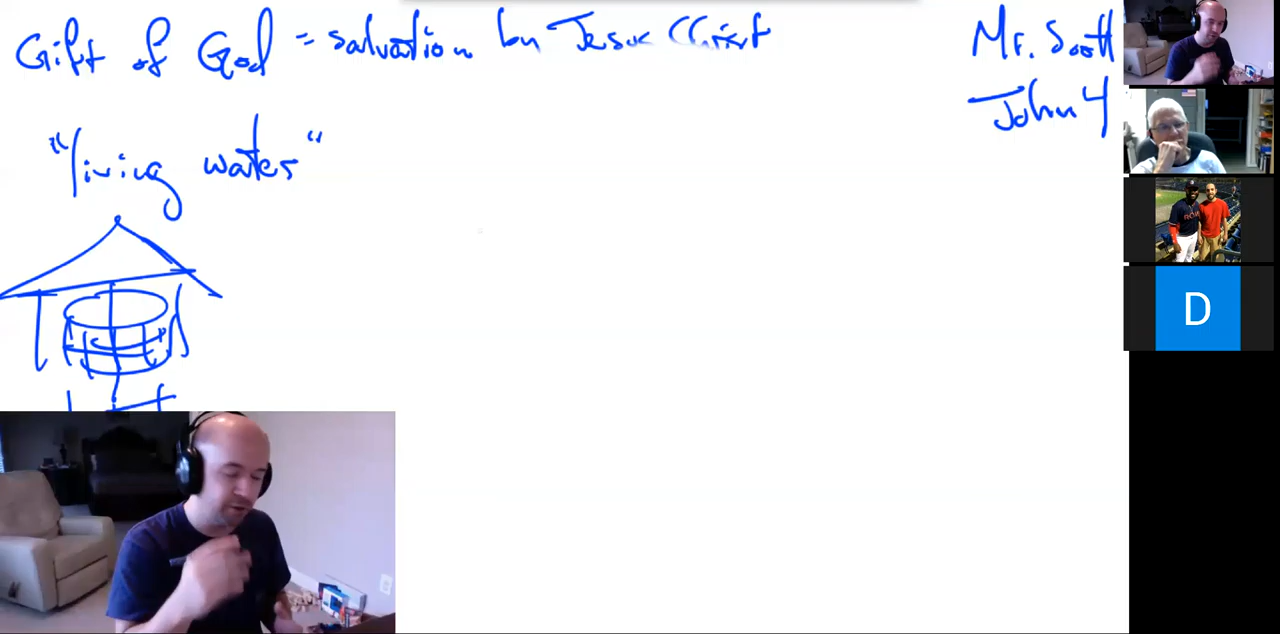 Gift of God = salvation by Jesus Christ
Mr. Scott
John 4
"living water"
D